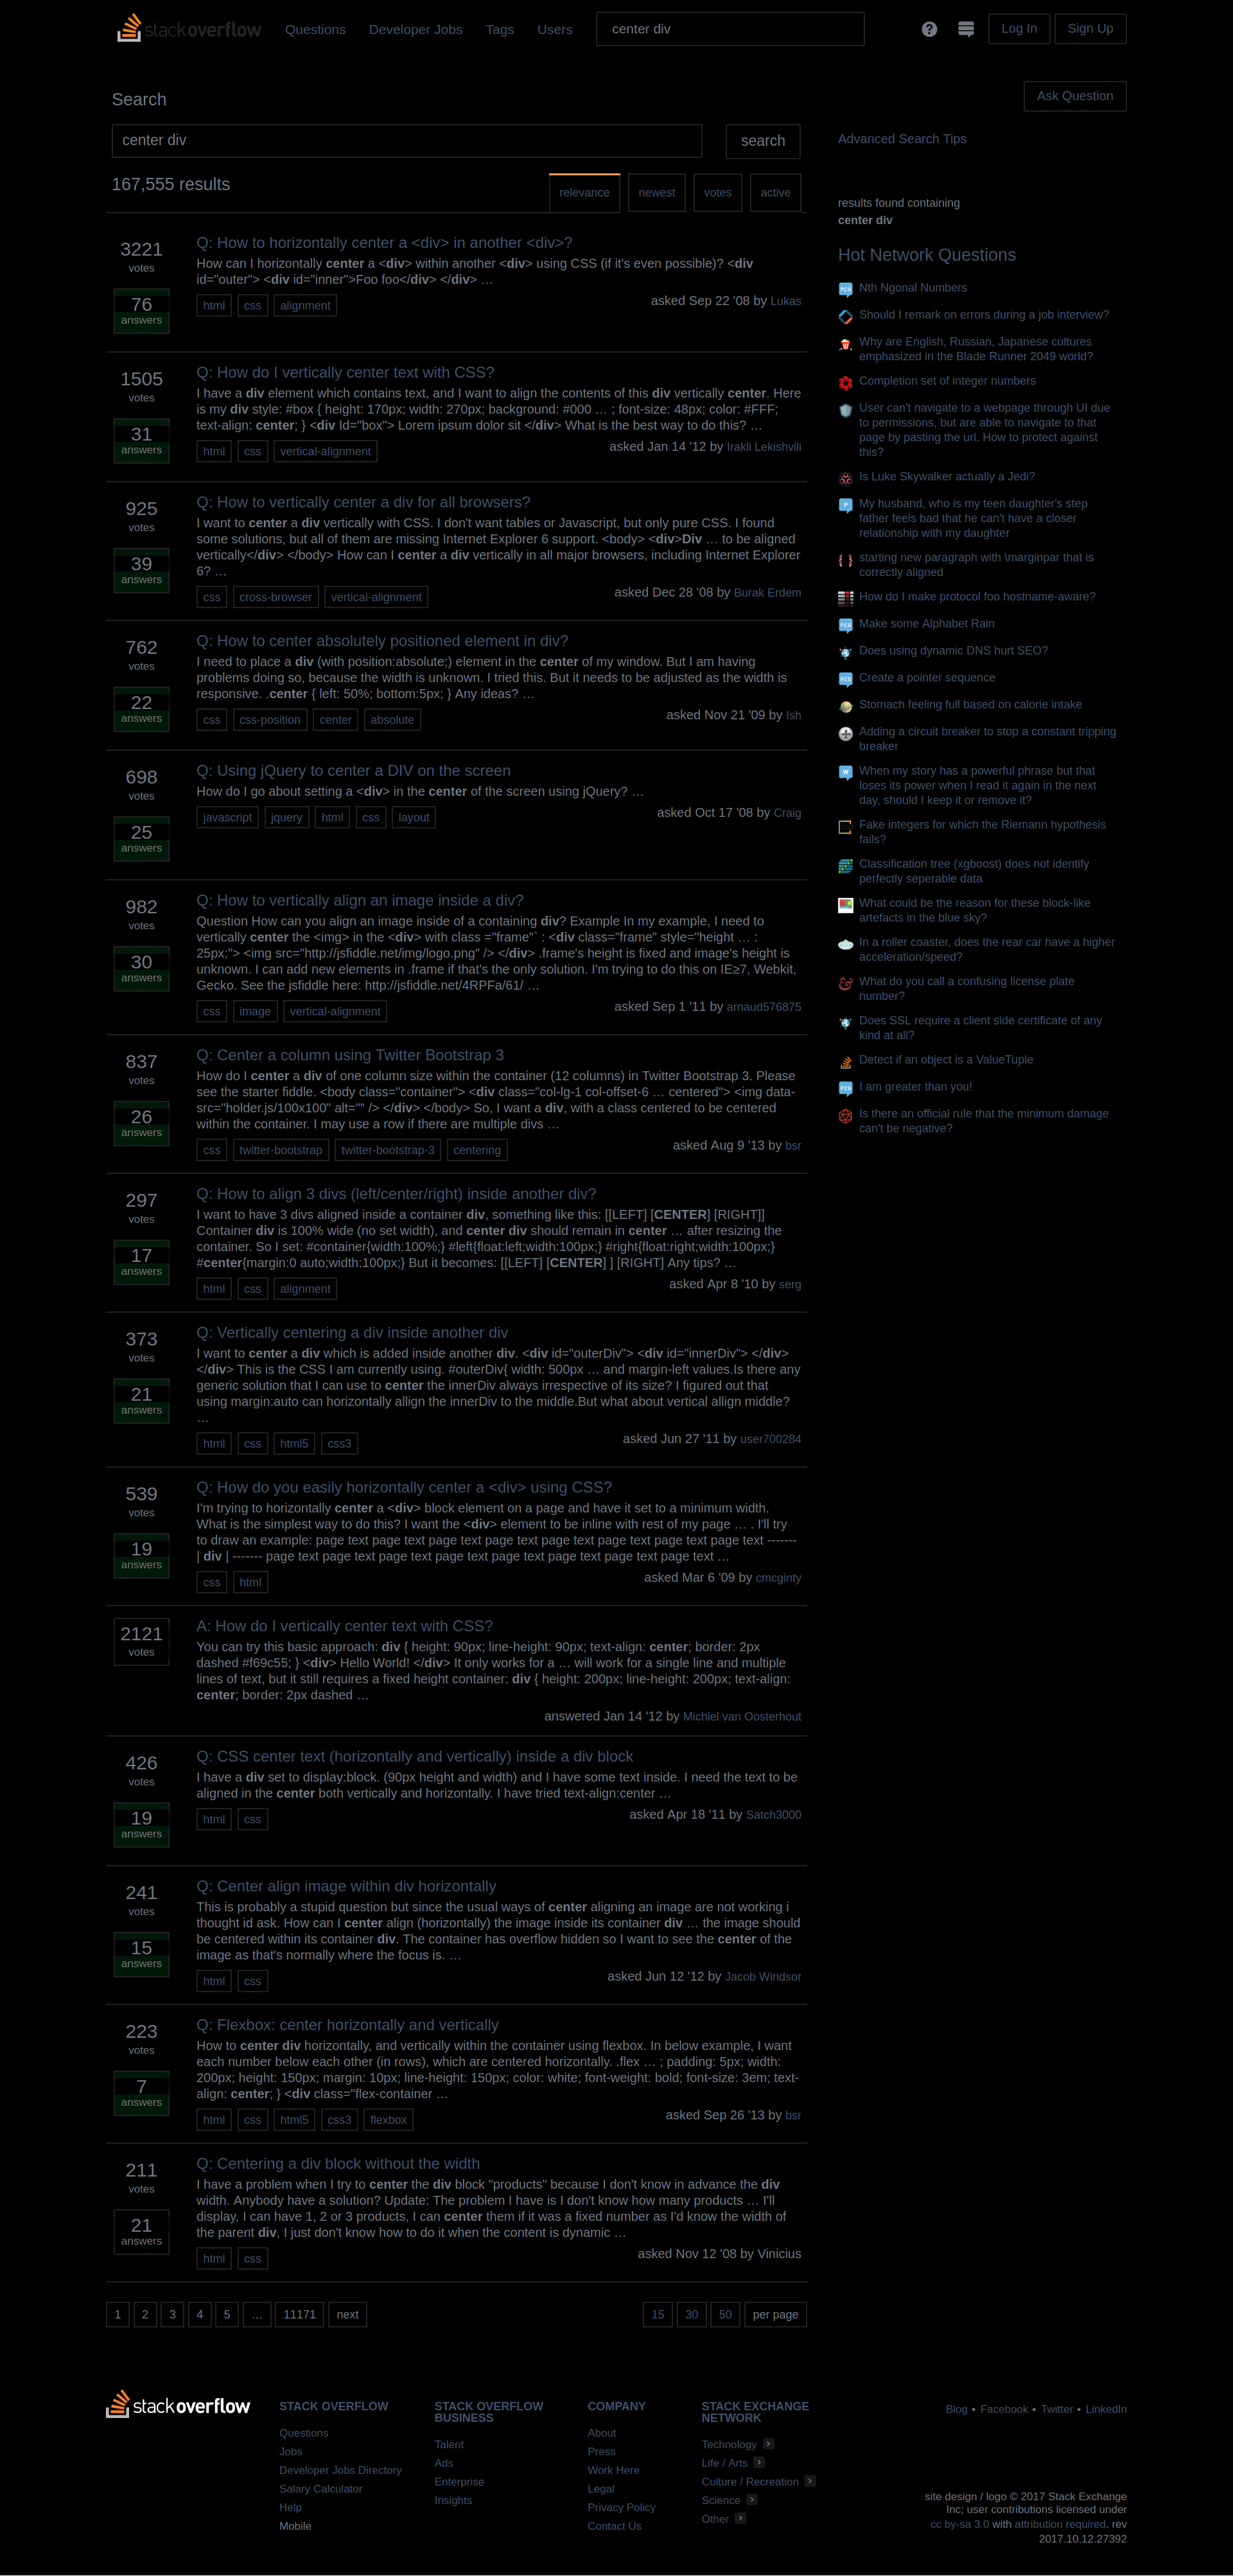 stackoverflow Questions Developer Jobs Tags Users center div Log In Sign Up
Search
Ask Question
center div search
Advanced Search Tips
167,555 results
relevance newest votes active
results found containing
center div
3221
votes
76
answers
Q: How to horizontally center a <div> in another <div>?
How can I horizontally center a <div> within another <div> using CSS (if it's even possible)? <div
id="outer"> <div id="inner">Foo foo</div> </div> …
html css alignment
asked Sep 22 '08 by Lukas
1505
votes
31
answers
Q: How do I vertically center text with CSS?
I have a div element which contains text, and I want to align the contents of this div vertically center. Here
is my div style: #box { height: 170px; width: 270px; background: #000 … ; font-size: 48px; color: #FFF;
text-align: center; } <div Id="box"> Lorem ipsum dolor sit </div> What is the best way to do this? …
html css vertical-alignment
asked Jan 14 '12 by Irakli Lekishvili
925
votes
39
answers
Q: How to vertically center a div for all browsers?
I want to center a div vertically with CSS. I don't want tables or Javascript, but only pure CSS. I found
some solutions, but all of them are missing Internet Explorer 6 support. <body> <div>Div … to be aligned
vertically</div> </body> How can I center a div vertically in all major browsers, including Internet Explorer
6? …
css cross-browser vertical-alignment
asked Dec 28 '08 by Burak Erdem
762
votes
22
answers
Q: How to center absolutely positioned element in div?
I need to place a div (with position:absolute;) element in the center of my window. But I am having
problems doing so, because the width is unknown. I tried this. But it needs to be adjusted as the width is
responsive. .center { left: 50%; bottom:5px; } Any ideas? …
css css-position center absolute
asked Nov 21 '09 by Ish
698
votes
25
answers
Q: Using jQuery to center a DIV on the screen
How do I go about setting a <div> in the center of the screen using jQuery? …
javascript jquery html css layout
asked Oct 17 '08 by Craig
982
votes
30
answers
Q: How to vertically align an image inside a div?
Question How can you align an image inside of a containing div? Example In my example, I need to
vertically center the <img> in the <div> with class ="frame"` : <div class="frame" style="height … :
25px;"> <img src="http://jsfiddle.net/img/logo.png" /> </div> .frame's height is fixed and image's height is
unknown. I can add new elements in .frame if that's the only solution. I'm trying to do this on IE≥7, Webkit,
Gecko. See the jsfiddle here: http://jsfiddle.net/4RPFa/61/ …
css image vertical-alignment
asked Sep 1 '11 by arnaud576875
837
votes
26
answers
Q: Center a column using Twitter Bootstrap 3
How do I center a div of one column size within the container (12 columns) in Twitter Bootstrap 3. Please
see the starter fiddle. <body class="container"> <div class="col-lg-1 col-offset-6 … centered"> <img data-
src="holder.js/100x100" alt="" /> </div> </body> So, I want a div, with a class centered to be centered
within the container. I may use a row if there are multiple divs …
css twitter-bootstrap twitter-bootstrap-3 centering
asked Aug 9 '13 by bsr
297
votes
17
answers
Q: How to align 3 divs (left/center/right) inside another div?
I want to have 3 divs aligned inside a container div, something like this: [[LEFT] [CENTER] [RIGHT]]
Container div is 100% wide (no set width), and center div should remain in center … after resizing the
container. So I set: #container{width:100%;} #left{float:left;width:100px;} #right{float:right;width:100px;}
#center{margin:0 auto;width:100px;} But it becomes: [[LEFT] [CENTER] ] [RIGHT] Any tips? …
html css alignment
asked Apr 8 '10 by serg
373
votes
21
answers
Q: Vertically centering a div inside another div
I want to center a div which is added inside another div. <div id="outerDiv"> <div id="innerDiv"> </div>
</div> This is the CSS I am currently using. #outerDiv{ width: 500px … and margin-left values.Is there any
generic solution that I can use to center the innerDiv always irrespective of its size? I figured out that
using margin:auto can horizontally allign the innerDiv to the middle.But what about vertical allign middle?
…
html css html5 css3
asked Jun 27 '11 by user700284
539
votes
19
answers
Q: How do you easily horizontally center a <div> using CSS?
I'm trying to horizontally center a <div> block element on a page and have it set to a minimum width.
What is the simplest way to do this? I want the <div> element to be inline with rest of my page … . I'll try
to draw an example: page text page text page text page text page text page text page text page text -------
| div | ------- page text page text page text page text page text page text page text page text …
css html
asked Mar 6 '09 by cmcginty
2121
votes
A: How do I vertically center text with CSS?
You can try this basic approach: div { height: 90px; line-height: 90px; text-align: center; border: 2px
dashed #f69c55; } <div> Hello World! </div> It only works for a … will work for a single line and multiple
lines of text, but it still requires a fixed height container: div { height: 200px; line-height: 200px; text-align:
center; border: 2px dashed …
answered Jan 14 '12 by Michiel van Oosterhout
426
votes
19
answers
Q: CSS center text (horizontally and vertically) inside a div block
I have a div set to display:block. (90px height and width) and I have some text inside. I need the text to be
aligned in the center both vertically and horizontally. I have tried text-align:center …
html css
asked Apr 18 '11 by Satch3000
241
votes
15
answers
Q: Center align image within div horizontally
This is probably a stupid question but since the usual ways of center aligning an image are not working i
thought id ask. How can I center align (horizontally) the image inside its container div … the image should
be centered within its container div. The container has overflow hidden so I want to see the center of the
image as that's normally where the focus is. …
html css
asked Jun 12 '12 by Jacob Windsor
223
votes
7
answers
Q: Flexbox: center horizontally and vertically
How to center div horizontally, and vertically within the container using flexbox. In below example, I want
each number below each other (in rows), which are centered horizontally. .flex … ; padding: 5px; width:
200px; height: 150px; margin: 10px; line-height: 150px; color: white; font-weight: bold; font-size: 3em; text-
align: center; } <div class="flex-container …
html css html5 css3 flexbox
asked Sep 26 '13 by bsr
211
votes
21
answers
Q: Centering a div block without the width
I have a problem when I try to center the div block "products" because I don't know in advance the div
width. Anybody have a solution? Update: The problem I have is I don't know how many products … I'll
display, I can have 1, 2 or 3 products, I can center them if it was a fixed number as I'd know the width of
the parent div, I just don't know how to do it when the content is dynamic …
html css
asked Nov 12 '08 by Vinicius
1 2 3 4 5 … 11171 next
15 30 50 per page
Hot Network Questions
Nth Ngonal Numbers
Should I remark on errors during a job interview?
Why are English, Russian, Japanese cultures
emphasized in the Blade Runner 2049 world?
Completion set of integer numbers
User can't navigate to a webpage through UI due
to permissions, but are able to navigate to that
page by pasting the url. How to protect against
this?
Is Luke Skywalker actually a Jedi?
My husband, who is my teen daughter's step
father feels bad that he can't have a closer
relationship with my daughter
starting new paragraph with \marginpar that is
correctly aligned
How do I make protocol foo hostname-aware?
Make some Alphabet Rain
Does using dynamic DNS hurt SEO?
Create a pointer sequence
Stomach feeling full based on calorie intake
Adding a circuit breaker to stop a constant tripping
breaker
When my story has a powerful phrase but that
loses its power when I read it again in the next
day, should I keep it or remove it?
Fake integers for which the Riemann hypothesis
fails?
Classification tree (xgboost) does not identify
perfectly seperable data
What could be the reason for these block-like
artefacts in the blue sky?
In a roller coaster, does the rear car have a higher
acceleration/speed?
What do you call a confusing license plate
number?
Does SSL require a client side certificate of any
kind at all?
Detect if an object is a ValueTuple
I am greater than you!
Is there an official rule that the minimum damage
can't be negative?
stackoverflow
STACK OVERFLOW
Questions
Jobs
Developer Jobs Directory
Salary Calculator
Help
Mobile
STACK OVERFLOW
BUSINESS
Talent
Ads
Enterprise
Insights
COMPANY
About
Press
Work Here
Legal
Privacy Policy
Contact Us
STACK EXCHANGE
NETWORK
Technology
Life / Arts
Culture / Recreation
Science
Other
Blog • Facebook • Twitter • LinkedIn
site design / logo © 2017 Stack Exchange
Inc; user contributions licensed under
cc by-sa 3.0 with attribution required. rev
2017.10.12.27392